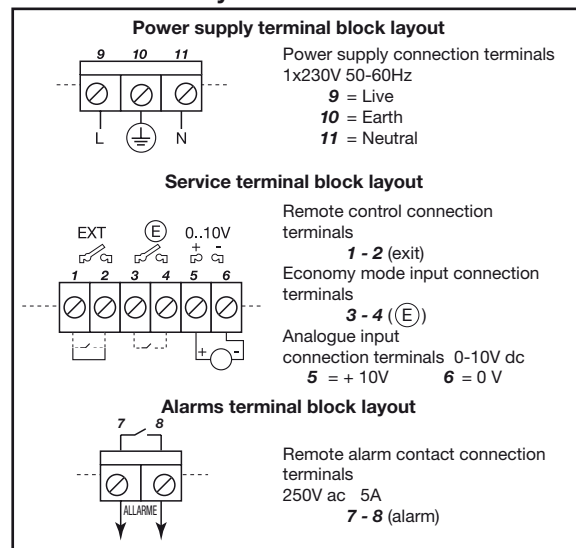 Power supply terminal block layout
9 10 11
L N
Power supply connection terminals
1x230V 50-60Hz
9 = Live
10 = Earth
11 = Neutral
Service terminal block layout
EXT E 0..10V
+ -
1 2 3 4 5 6
+ -
Remote control connection
terminals
1 - 2 (exit)
Economy mode input connection
terminals
3 - 4 (E)
Analogue input
connection terminals 0-10V dc
5 = + 10V 6 = 0 V
Alarms terminal block layout
7 8
ALLARME
Remote alarm contact connection
terminals
250V ac 5A
7 - 8 (alarm)